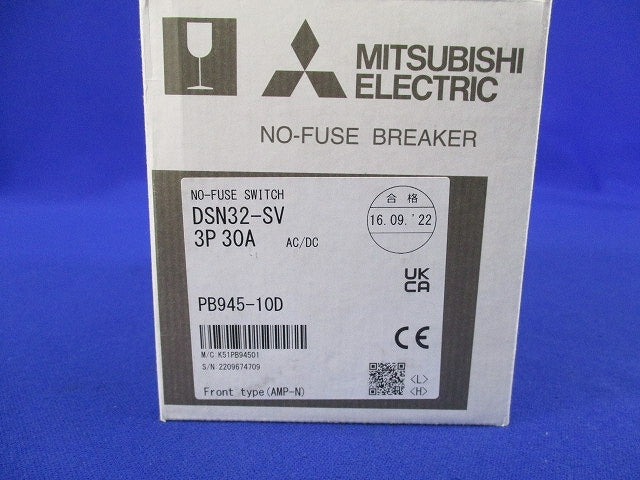 MITSUBISHI
ELECTRIC
NO-FUSE BREAKER
NO-FUSE SWITCH
DSN32-SV
3P 30A AC/DC
合格
16.09.'22
UK
CA
PB945-10D
CE
M/C K51PB94501
S/N 2209674709
Front type(AMP-N)
<L>
<H>